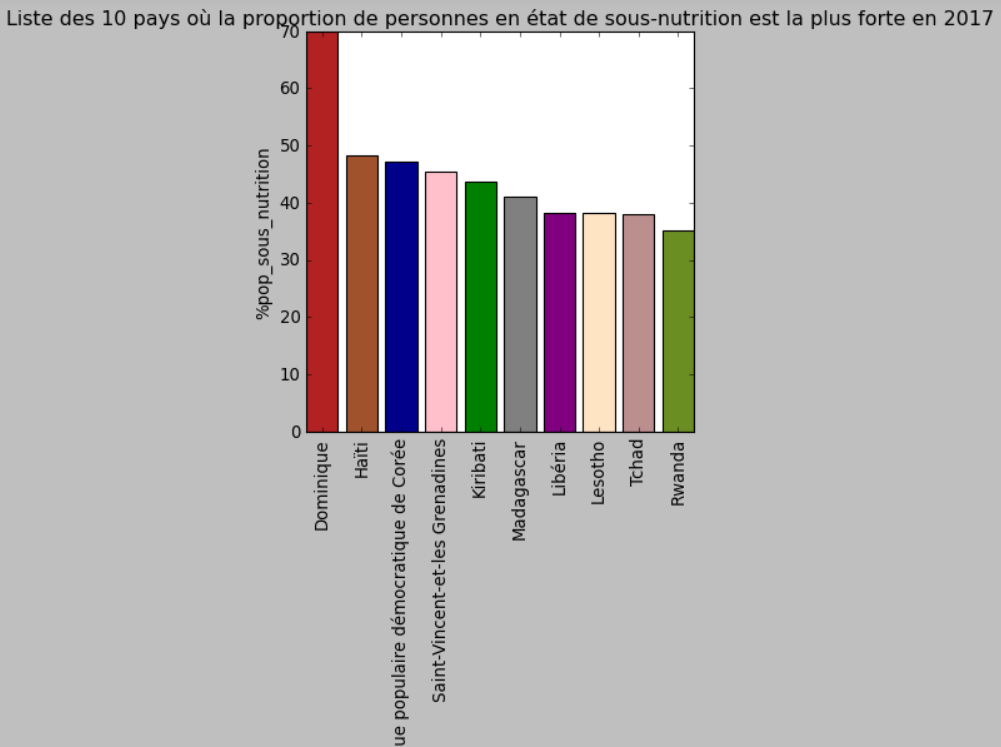 Liste des 10 pays où la proportion de personnes en état de sous-nutrition est la plus forte en 2017
70
60
50
40
30
20
10
0
%pop_sous_nutrition
Dominique
Haïti
ue populaire démocratique de Corée
Saint-Vincent-et-les Grenadines
Kiribati
Madagascar
Libéria
Lesotho
Tchad
Rwanda